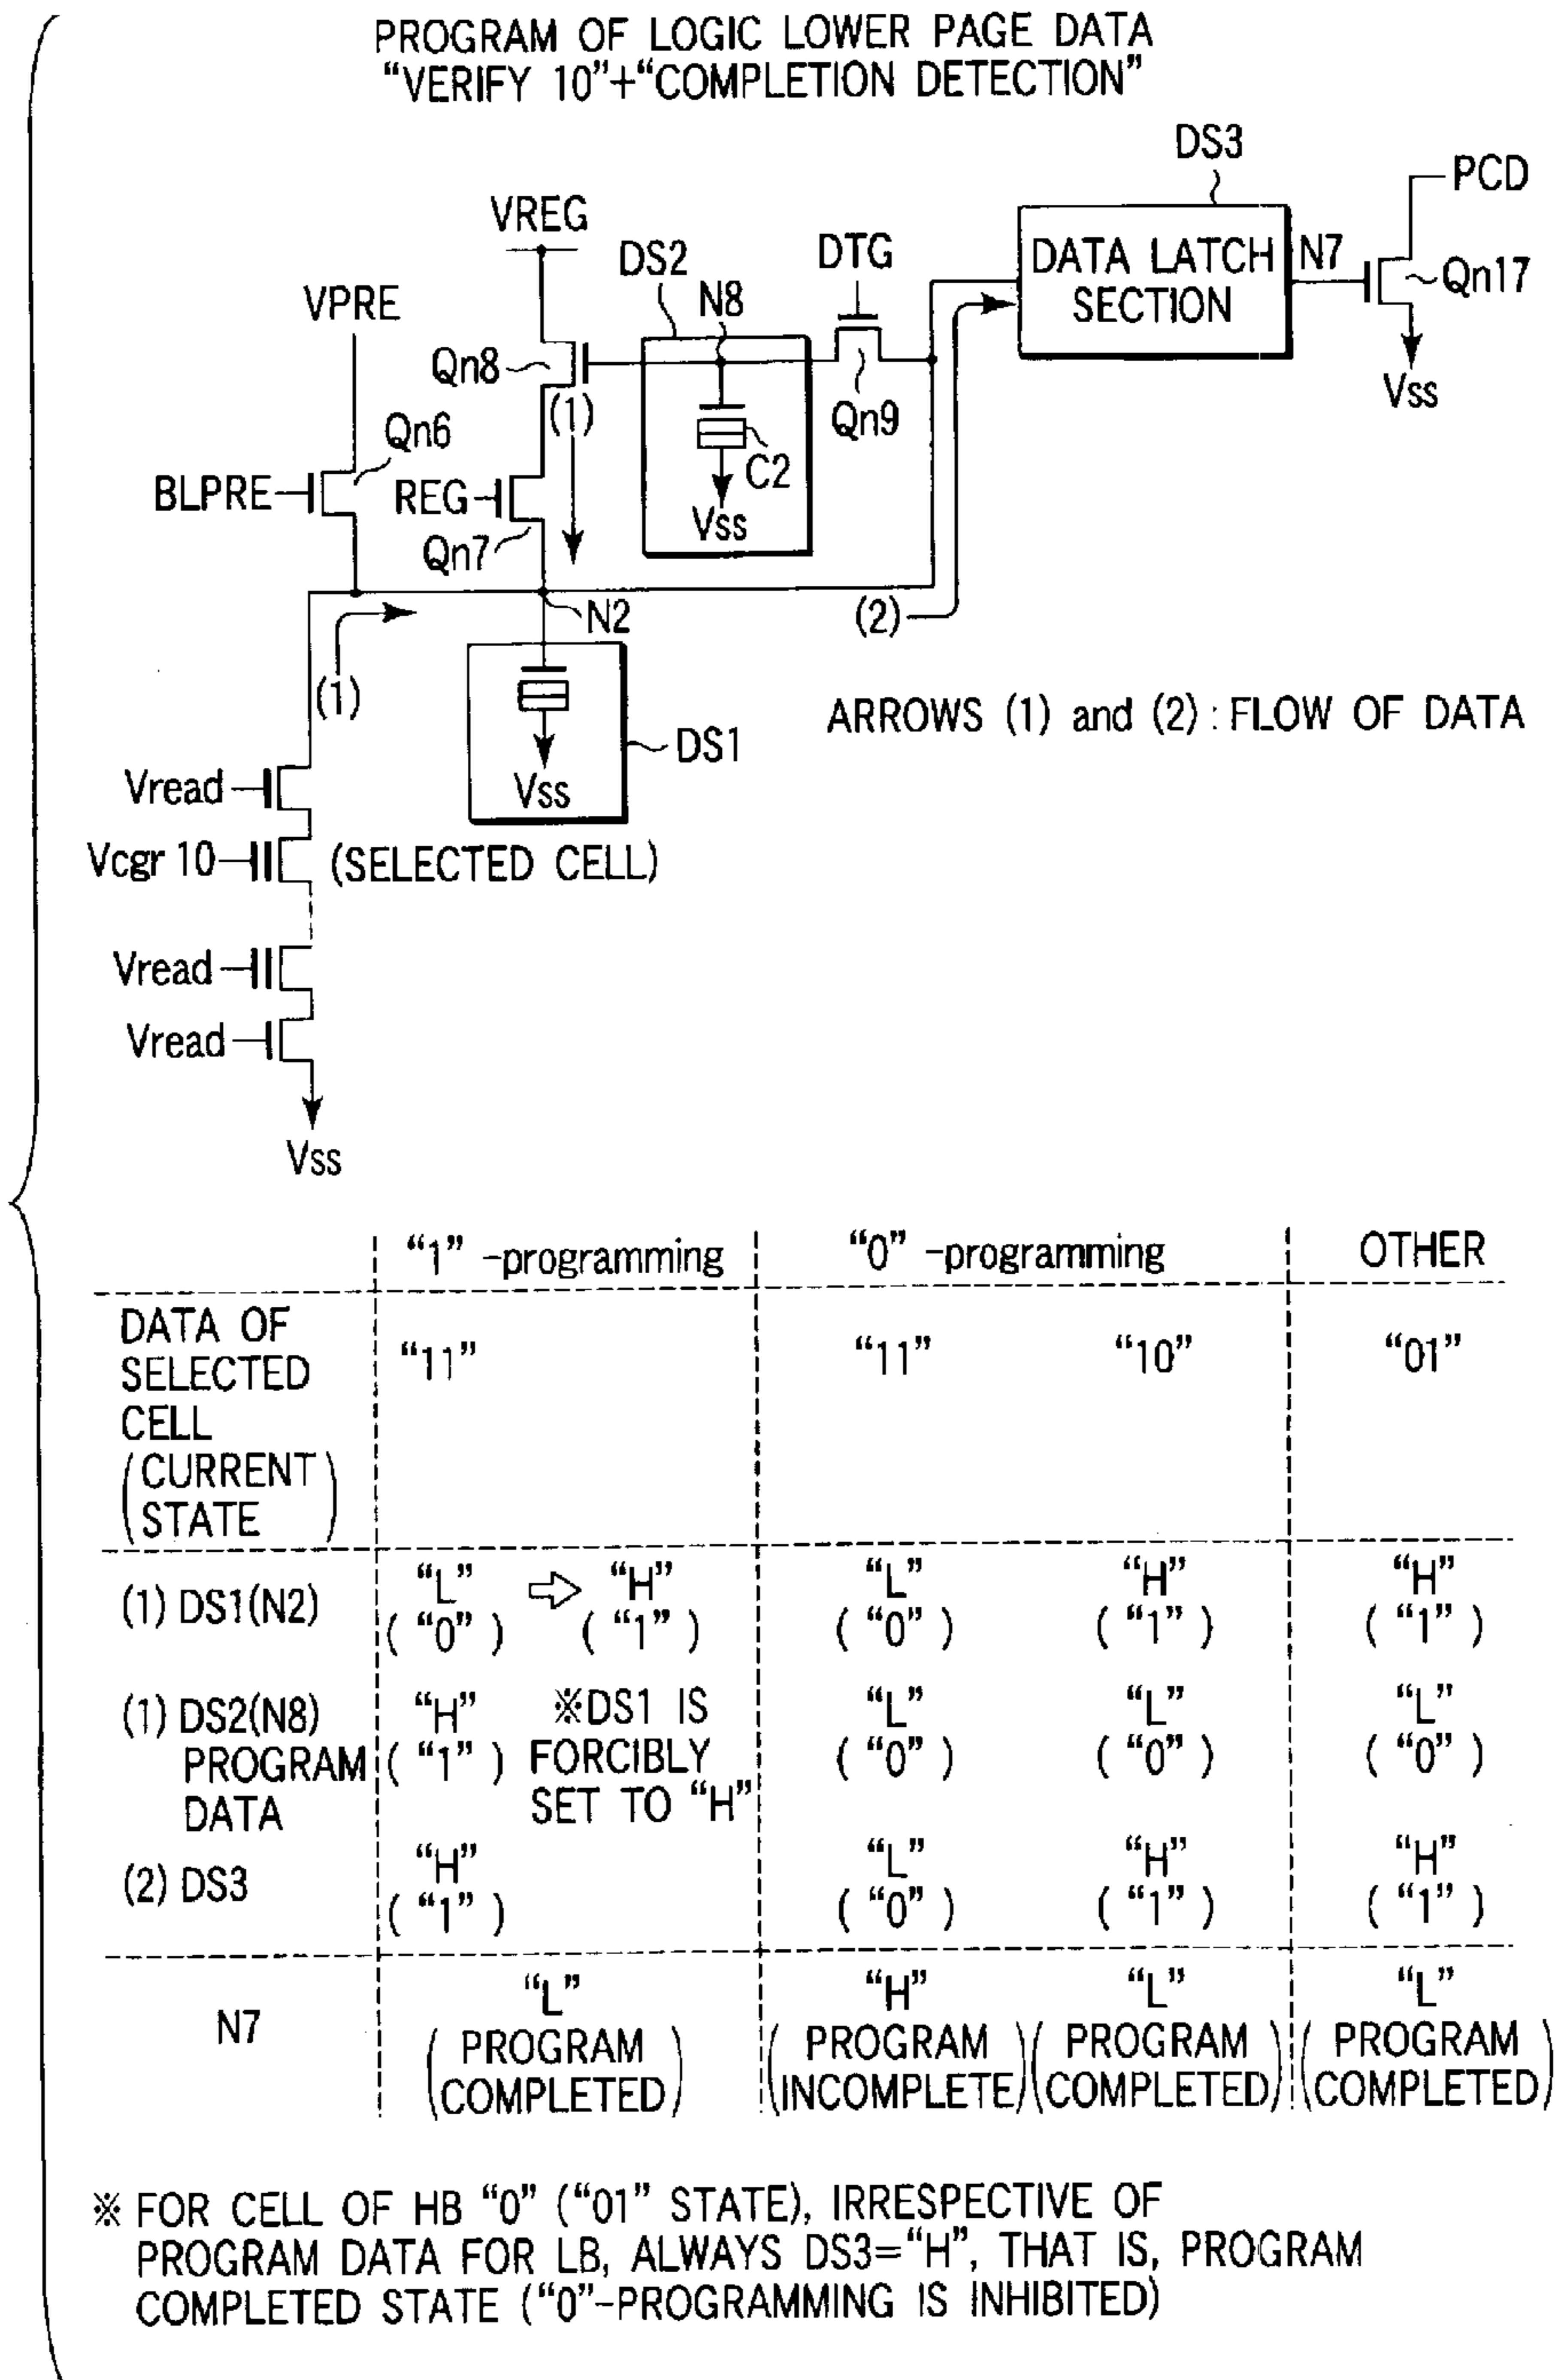 PROGRAM OF LOGIC LOWER PAGE DATA
“VERIFY 10”+“COMPLETION DETECTION”
DS3
PCD
VREG
DS2
DTG
N8
DATA LATCH
SECTION
N7
Qn17
VPRE
Qn8
(1)
Qn9
Vss
Qn6
C2
BLPRE
REG
Vss
Qn7
N2
(2)
(1)
ARROWS (1) and (2) : FLOW OF DATA
DS1
Vread
Vss
Vcgr 10
(SELECTED CELL)
Vread
Vread
Vss
“1” -programming “0” -programming OTHER
DATA OF
SELECTED
CELL
(CURRENT
STATE)
“11” “11” “10” “01”
(1) DS1(N2) “L” ⇨ “H” “L” “H” “H”
(“0”) (“1”) (“0”) (“1”) (“1”)
(1) DS2(N8) “H” ※DS1 IS “L” “L” “L”
PROGRAM (“1”) FORCIBLY (“0”) (“0”) (“0”)
DATA SET TO “H”
(2) DS3 “H” “L” “H” “H”
(“1”) (“0”) (“1”) (“1”)
N7 “L” “H” “L” “L”
(PROGRAM (PROGRAM (PROGRAM (PROGRAM
COMPLETED) INCOMPLETE) COMPLETED) COMPLETED)
※ FOR CELL OF HB “0” (“01” STATE), IRRESPECTIVE OF
PROGRAM DATA FOR LB, ALWAYS DS3=“H”, THAT IS, PROGRAM
COMPLETED STATE (“0”-PROGRAMMING IS INHIBITED)